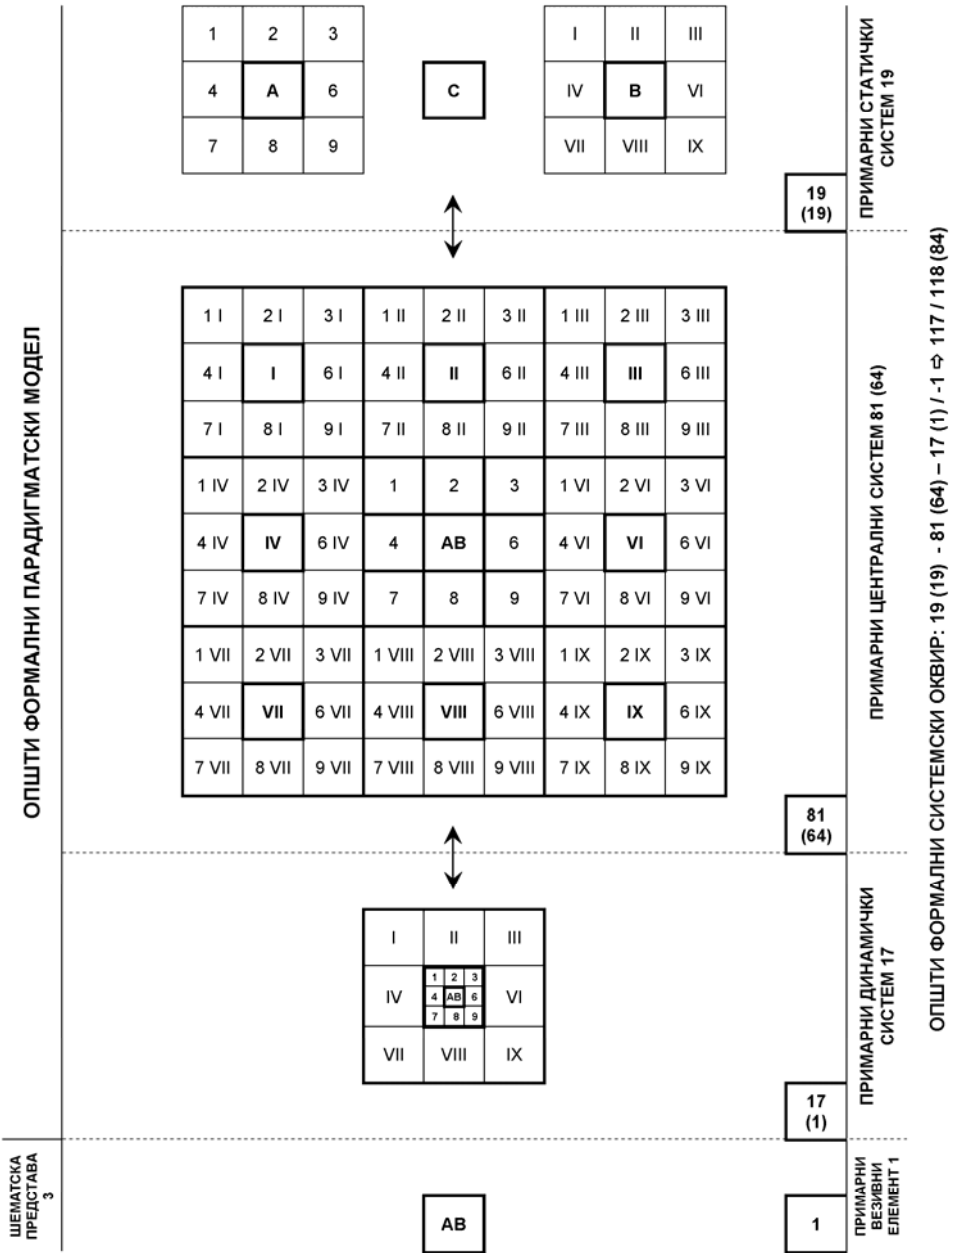 ОПШТИ ФОРМАЛНИ ПАРАДИГМАТСКИ МОДЕЛ
1 2 3
4 A 6
7 8 9
C
I II III
IV B VI
VII VIII IX
19
(19)
ПРИМАРНИ СТАТИЧКИ
СИСТЕМ 19
1 I 2 I 3 I 1 II 2 II 3 II 1 III 2 III 3 III
4 I I 6 I 4 II II 6 II 4 III III 6 III
7 I 8 I 9 I 7 II 8 II 9 II 7 III 8 III 9 III
1 IV 2 IV 3 IV 1 2 3 1 VI 2 VI 3 VI
4 IV IV 6 IV 4 AB 6 4 VI VI 6 VI
7 IV 8 IV 9 IV 7 8 9 7 VI 8 VI 9 VI
1 VII 2 VII 3 VII 1 VIII 2 VIII 3 VIII 1 IX 2 IX 3 IX
4 VII VII 6 VII 4 VIII VIII 6 VIII 4 IX IX 6 IX
7 VII 8 VII 9 VII 7 VIII 8 VIII 9 VIII 7 IX 8 IX 9 IX
81
(64)
ПРИМАРНИ ЦЕНТРАЛНИ СИСТЕМ 81 (64)
I II III
IV VI
1 2 3
4 AB 6
7 8 9
VII VIII IX
17
(1)
ПРИМАРНИ ДИНАМИЧКИ
СИСТЕМ 17
ШЕМАТСКА
ПРЕДСТАВА
3
AB
1
ПРИМАРНИ
ВЕЗИВНИ
ЕЛЕМЕНТ 1
ОПШТИ ФОРМАЛНИ СИСТЕМСКИ ОКВИР: 19 (19) - 81 (64) – 17 (1) / -1 ⇨ 117 / 118 (84)